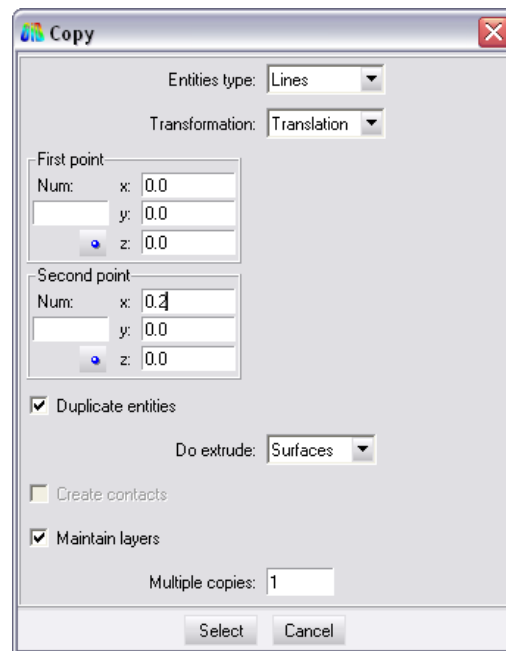 Copy
Entities type: Lines
Transformation: Translation
First point
Num: x: 0.0
y: 0.0
z: 0.0
Second point
Num: x: 0.2
y: 0.0
z: 0.0
Duplicate entities
Do extrude: Surfaces
Create contacts
Maintain layers
Multiple copies: 1
Select Cancel